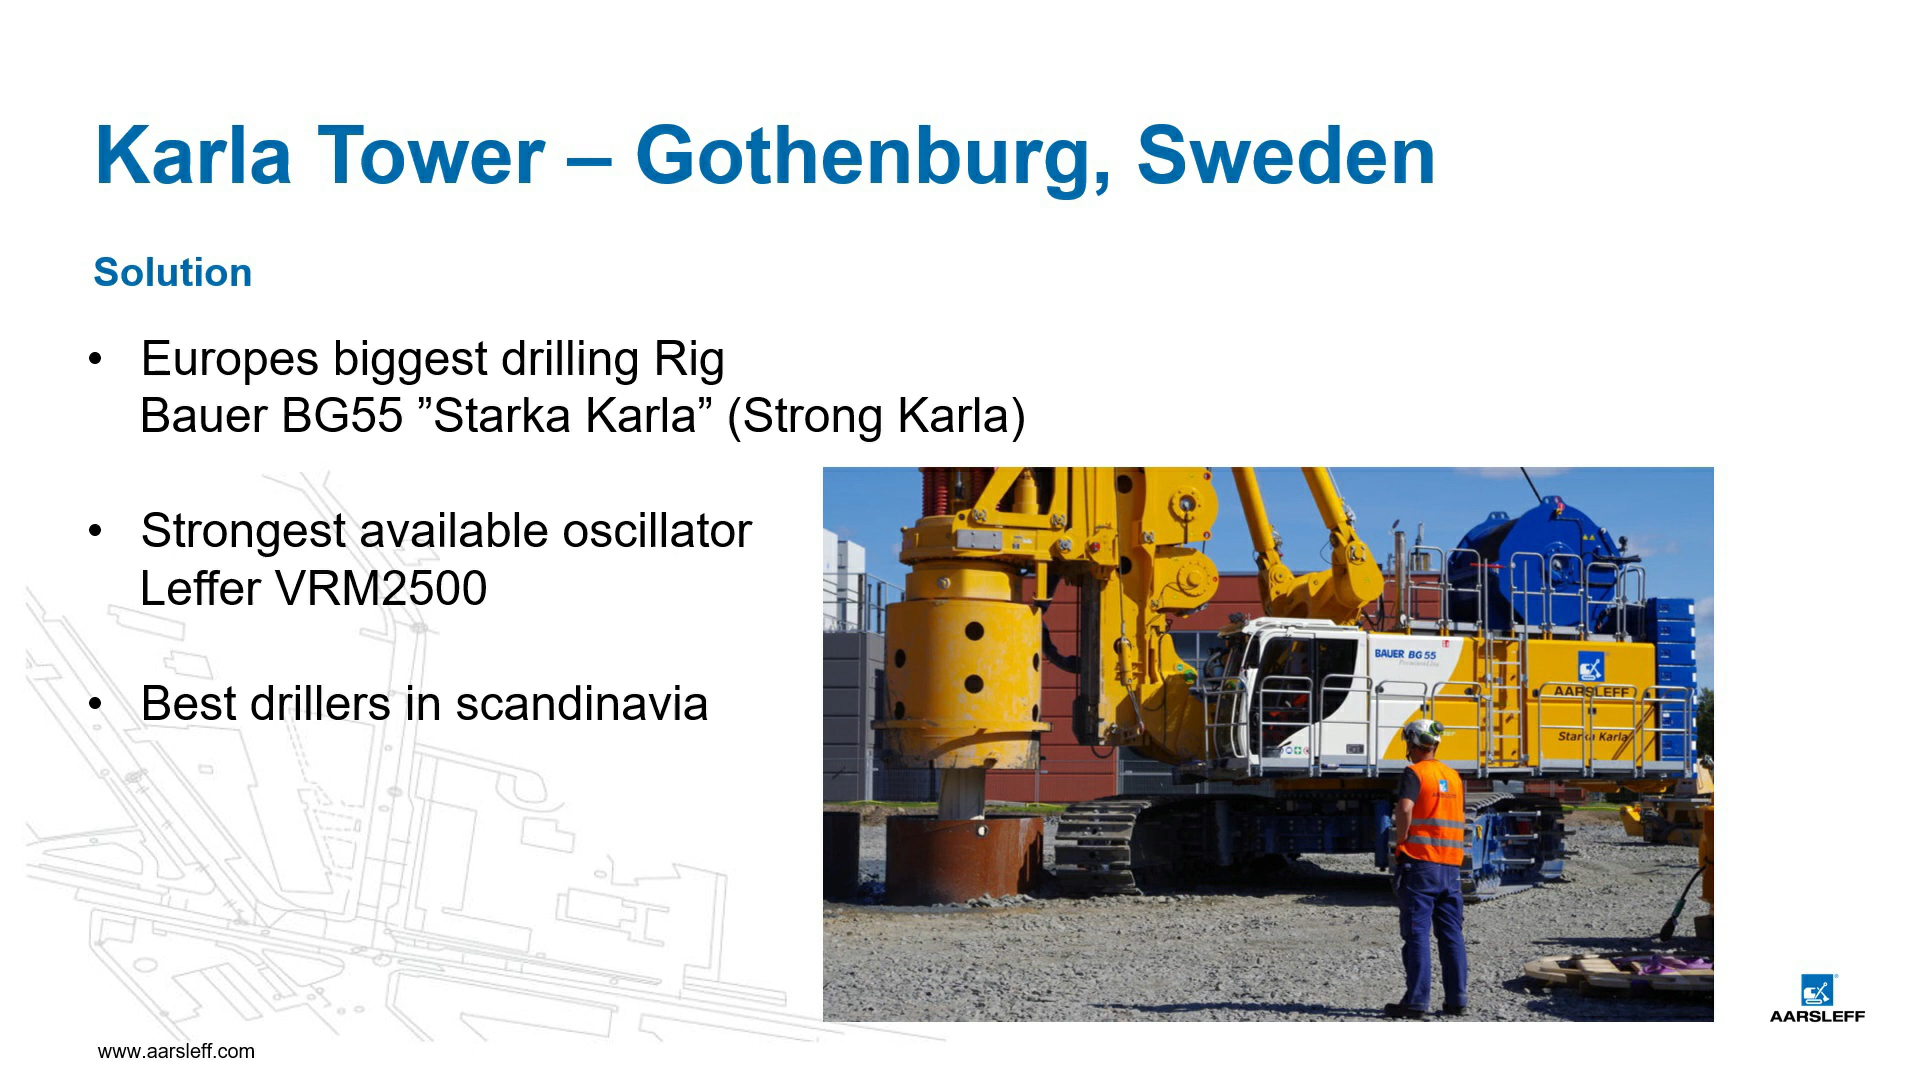 Karla Tower – Gothenburg, Sweden
Solution
• Europes biggest drilling Rig
Bauer BG55 ”Starka Karla” (Strong Karla)
• Strongest available oscillator
Leffer VRM2500
• Best drillers in scandinavia
BAUER BG 55
PremiumLine
AARSLEFF
Starka Karla
AARSLEFF
www.aarsleff.com